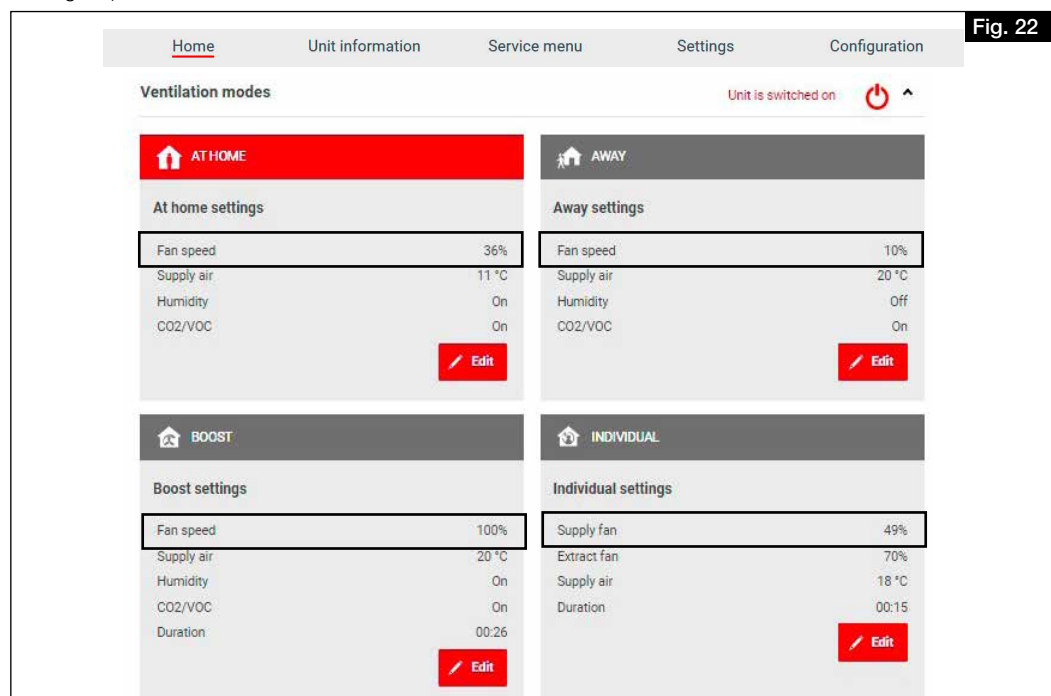 Fig. 22
Home Unit information Service menu Settings Configuration
Ventilation modes Unit is switched on
AT HOME
At home settings
Fan speed 36%
Supply air 11 °C
Humidity On
CO2/VOC On
Edit
AWAY
Away settings
Fan speed 10%
Supply air 20 °C
Humidity Off
CO2/VOC On
Edit
BOOST
Boost settings
Fan speed 100%
Supply air 20 °C
Humidity On
CO2/VOC On
Duration 00:26
Edit
INDIVIDUAL
Individual settings
Supply fan 49%
Extract fan 70%
Supply air 18 °C
Duration 00:15
Edit